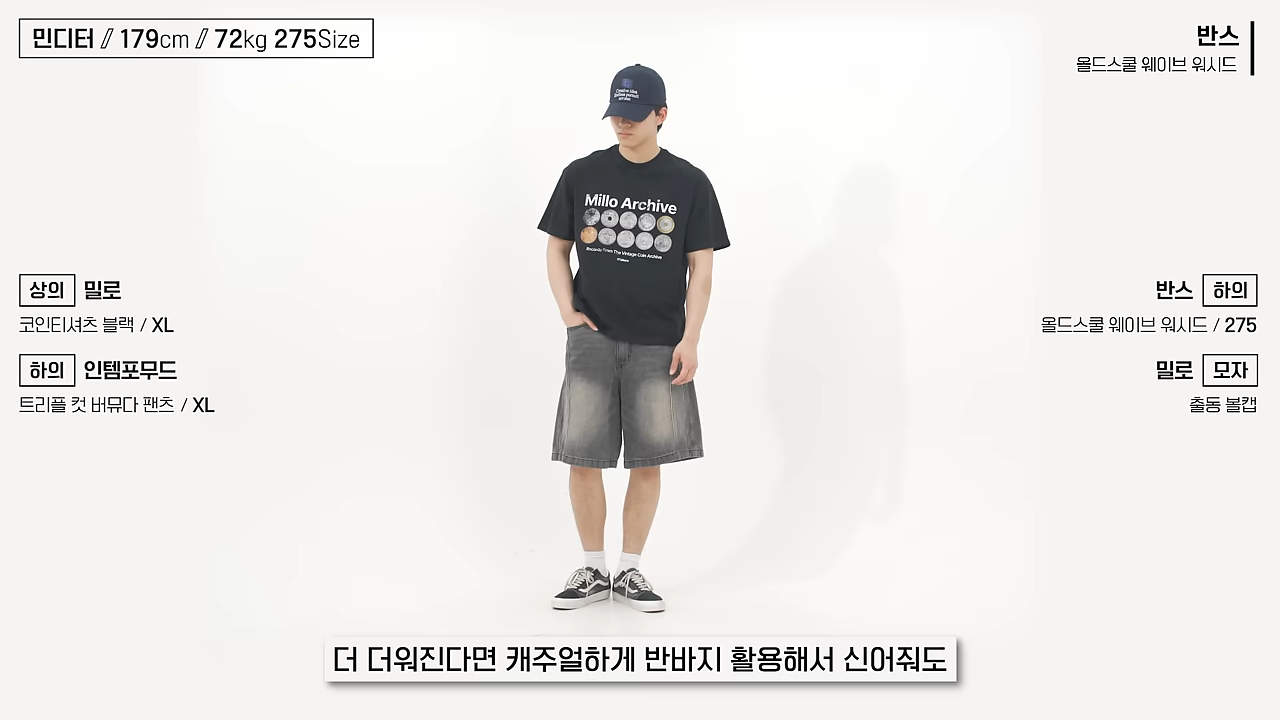 민디터 // 179cm // 72kg 275Size
반스
올드스쿨 웨이브 워시드
Creative idea
Endless pursuit
Millo Archive
Records From The Vintage Coin Archive
상의 밀로
코인티셔츠 블랙 / XL
하의 인템포무드
트리플 컷 버뮤다 팬츠 / XL
반스 하의
올드스쿨 웨이브 워시드 / 275
밀로 모자
출동 볼캡
더 더워진다면 캐주얼하게 반바지 활용해서 신어줘도